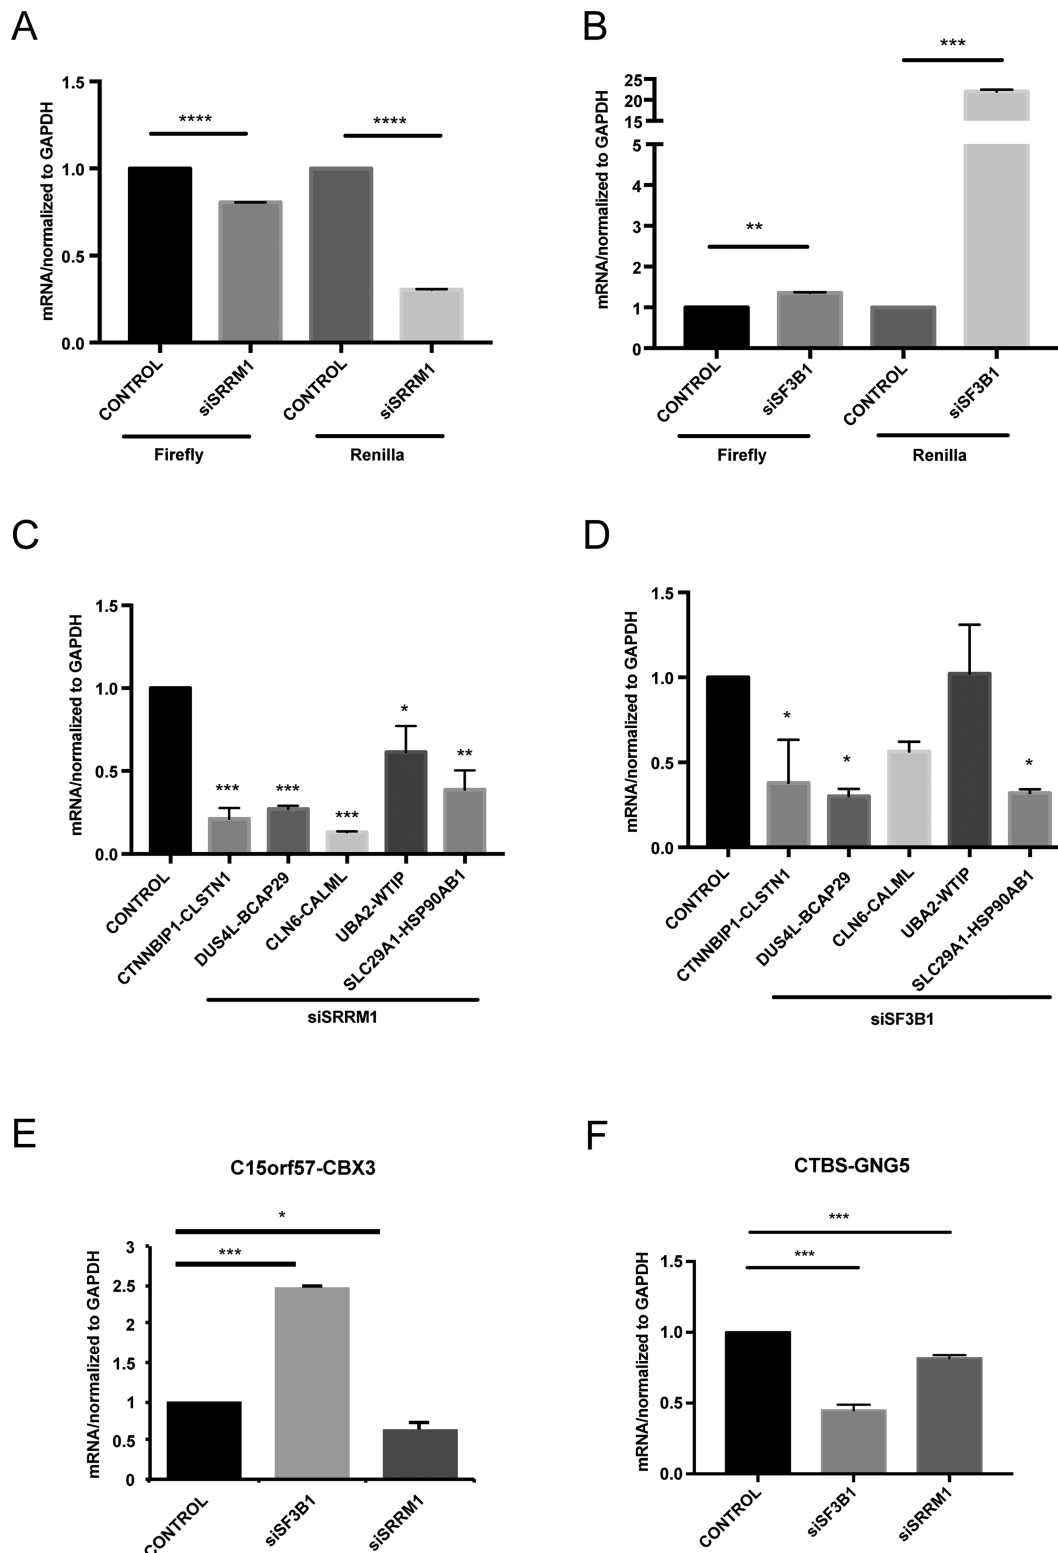 A
mRNA/normalized to GAPDH
1.5
1.0
0.5
0.0
****
****
CONTROL
siSRRM1
CONTROL
siSRRM1
Firefly
Renilla
B
mRNA/normalized to GAPDH
25
20
15
5
4
3
2
1
0
**
***
CONTROL
siSF3B1
CONTROL
siSF3B1
Firefly
Renilla
C
mRNA/normalized to GAPDH
1.5
1.0
0.5
0.0
***
***
***
*
**
CONTROL
CTNNBIP1-CLSTN1
DUS4L-BCAP29
CLN6-CALML
UBA2-WTIP
SLC29A1-HSP90AB1
siSRRM1
D
mRNA/normalized to GAPDH
1.5
1.0
0.5
0.0
*
*
*
CONTROL
CTNNBIP1-CLSTN1
DUS4L-BCAP29
CLN6-CALML
UBA2-WTIP
SLC29A1-HSP90AB1
siSF3B1
E
C15orf57-CBX3
mRNA/normalized to GAPDH
3
2.5
2
1.5
1
0.5
0
*
***
CONTROL
siSF3B1
siSRRM1
F
CTBS-GNG5
mRNA/normalized to GAPDH
1.5
1.0
0.5
0.0
***
***
CONTROL
siSF3B1
siSRRM1